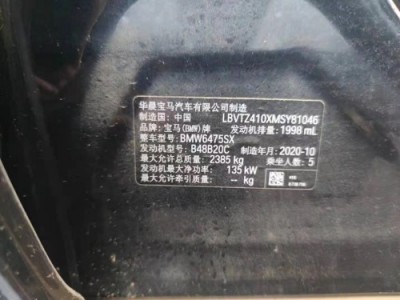 华晨宝马汽车有限公司制造
制造国: 中国 LBVTZ410XMSY81046
品牌: 宝马(BMW)牌 发动机排量: 1998 mL
整车型号: BMW6475SX
发动机型号: B48B20C 制造年月: 2020-10
最大允许总质量: 2385 kg 乘坐人数: 5
发动机最大净功率: 135 kW
最大允许牵引质量: -- kg